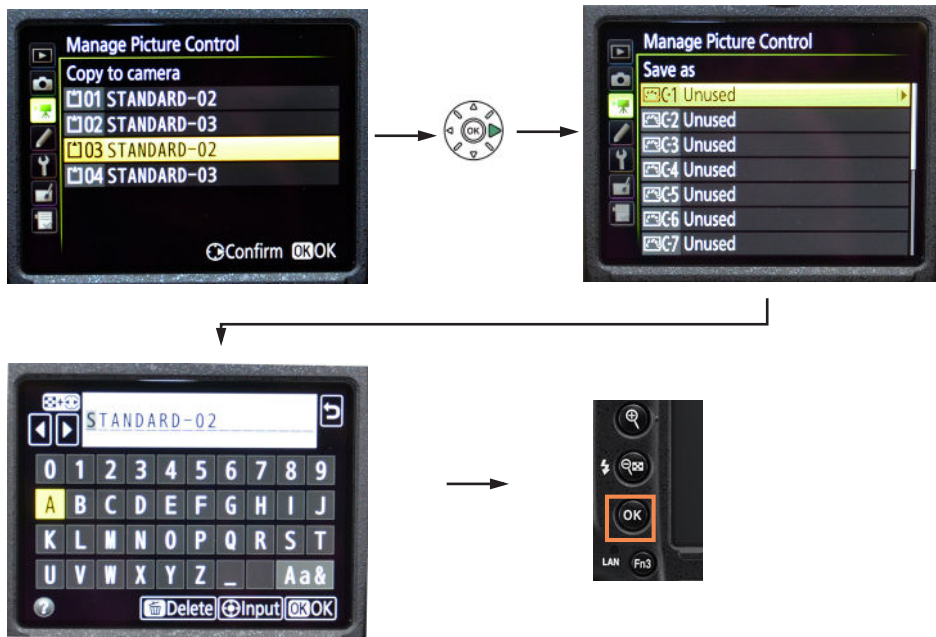 Manage Picture Control
Copy to camera
01 STANDARD-02
02 STANDARD-03
03 STANDARD-02
04 STANDARD-03
Confirm OK OK
OK
Manage Picture Control
Save as
C-1 Unused
C-2 Unused
C-3 Unused
C-4 Unused
C-5 Unused
C-6 Unused
C-7 Unused
STANDARD-02
0 1 2 3 4 5 6 7 8 9
A B C D E F G H I J
K L M N O P Q R S T
U V W X Y Z _ Aa&
? Delete Input OK OK
OK
LAN Fn3